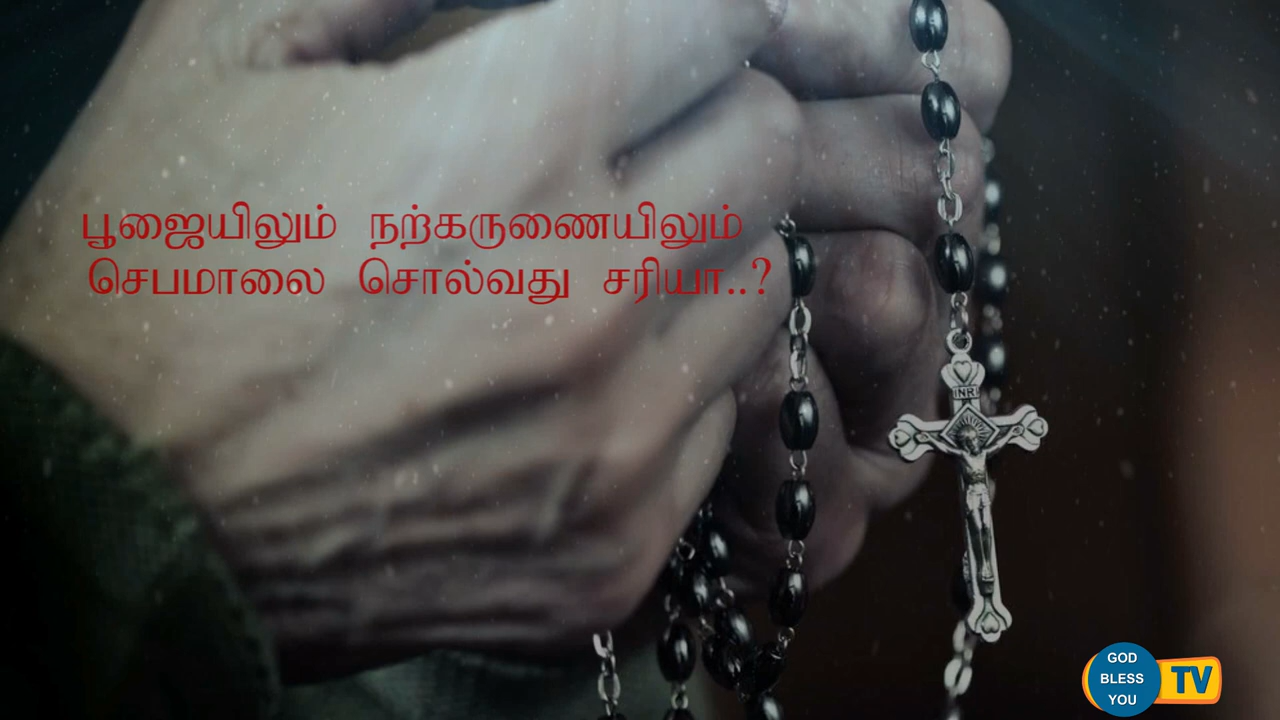 பூஜையிலும் நற்கருணையிலும்
செபமாலை சொல்வது சரியா..?
INRI
GOD
BLESS
YOU
TV